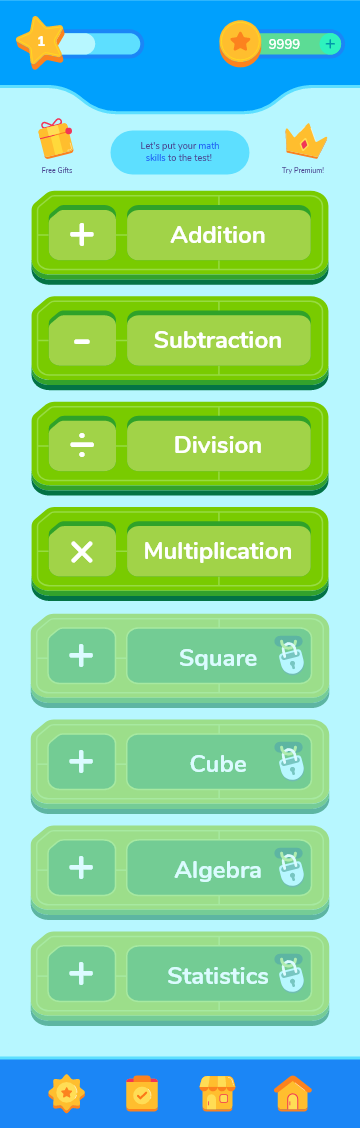 1
9999 +
Let's put your math
skills to the test!
Free Gifts
Try Premium!
+ Addition
- Subtraction
÷ Division
× Multiplication
+ Square
+ Cube
+ Algebra
+ Statistics